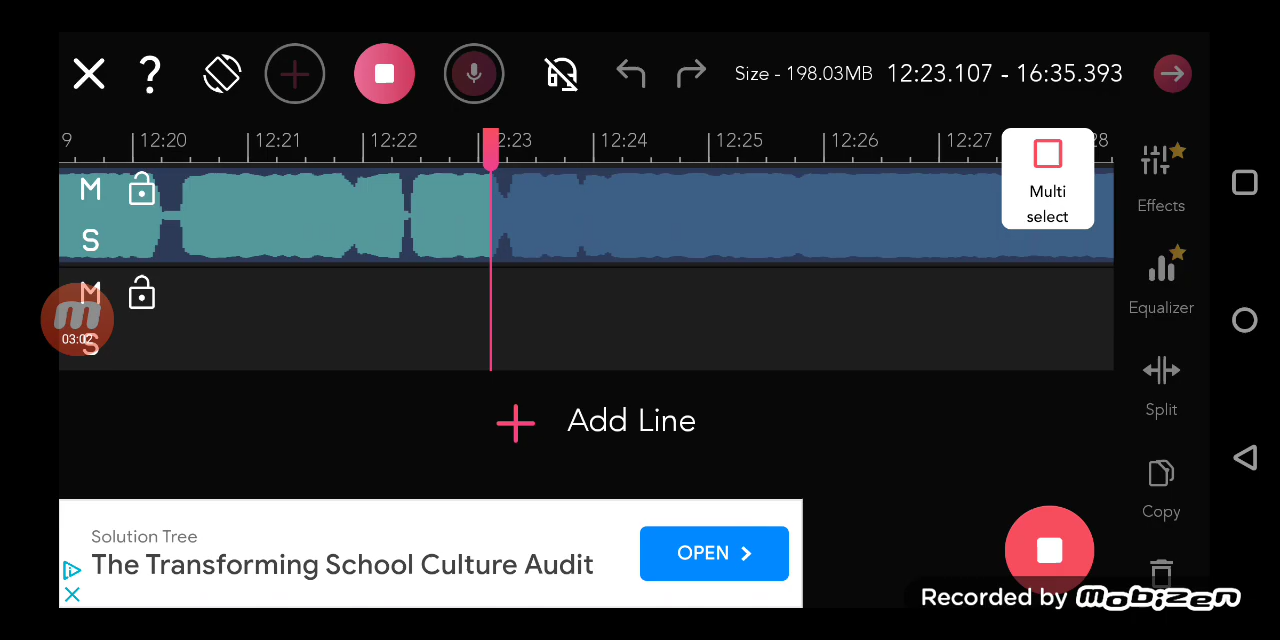 ?
Size - 198.03MB 12:23.107 - 16:35.393
9 12:20 12:21 12:22 12:23 12:24 12:25 12:26 12:27 28
M
S
Multi
select
Effects
M
S
m
03:02
Equalizer
Split
+ Add Line
Copy
Solution Tree
The Transforming School Culture Audit
OPEN >
Recorded by mobizen